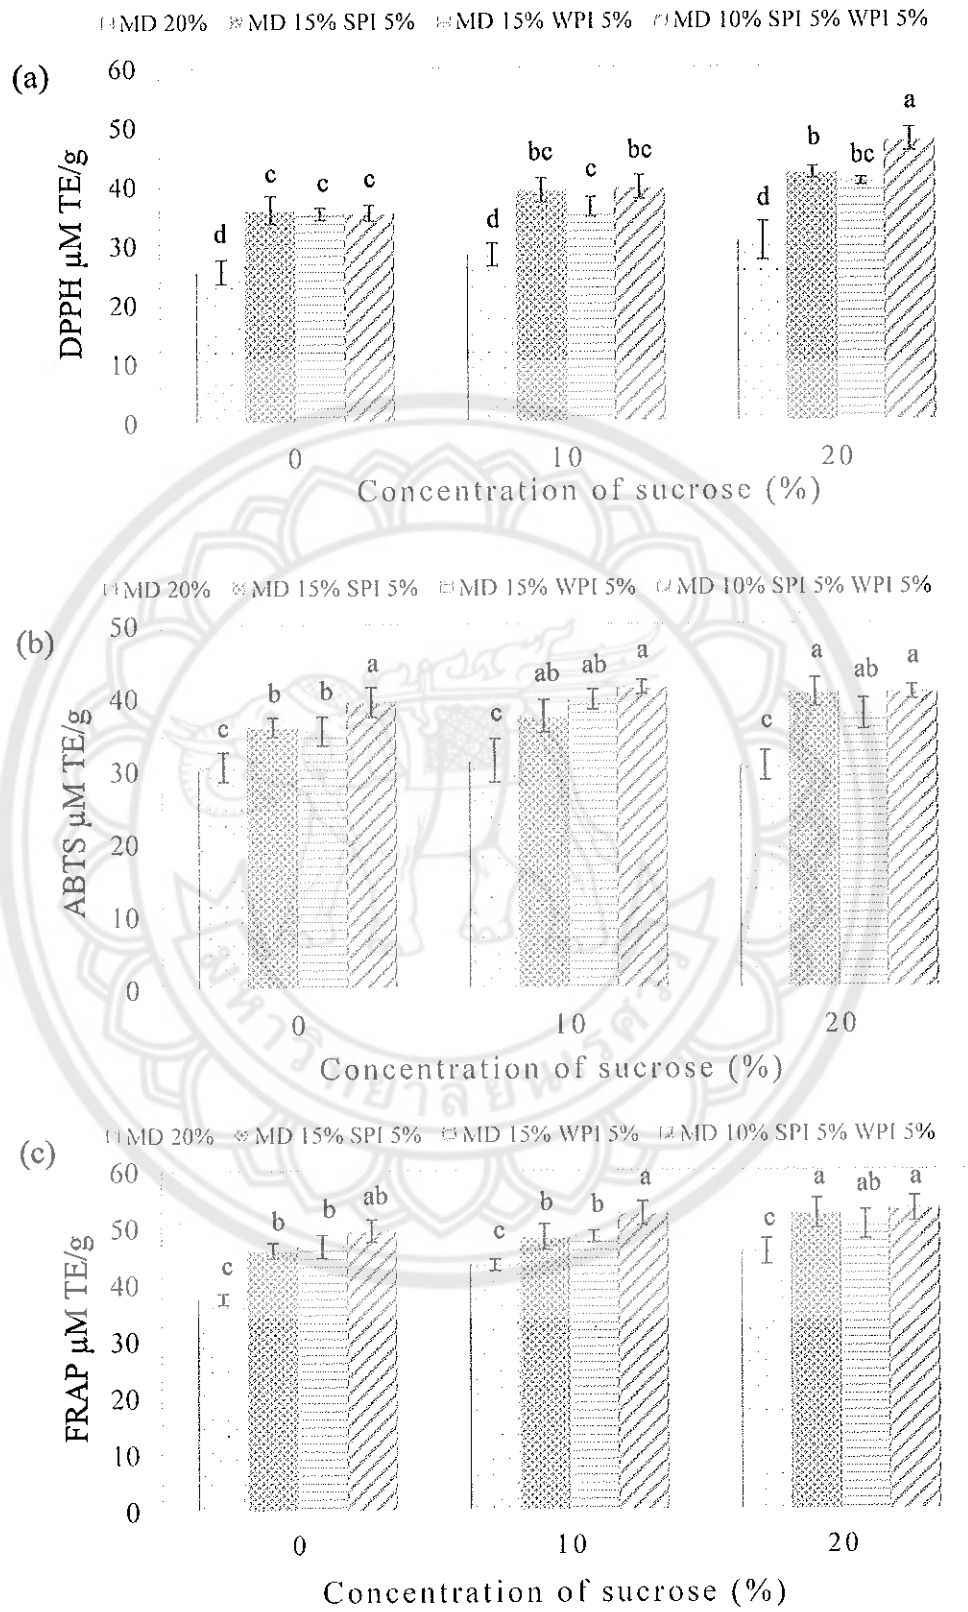 MD 20% MD 15% SPI 5% MD 15% WPI 5% MD 10% SPI 5% WPI 5%
(a)
60
50
40
30
20
10
0
DPPH µM TE/g
d c c c
d bc c bc
d b bc a
0 10 20
Concentration of sucrose (%)
MD 20% MD 15% SPI 5% MD 15% WPI 5% MD 10% SPI 5% WPI 5%
(b)
50
40
30
20
10
0
ABTS µM TE/g
c b b a
c ab ab a
c a ab a
0 10 20
Concentration of sucrose (%)
MD 20% MD 15% SPI 5% MD 15% WPI 5% MD 10% SPI 5% WPI 5%
(c)
60
50
40
30
20
10
0
FRAP µM TE/g
c b b ab
c b b a
c a ab a
0 10 20
Concentration of sucrose (%)